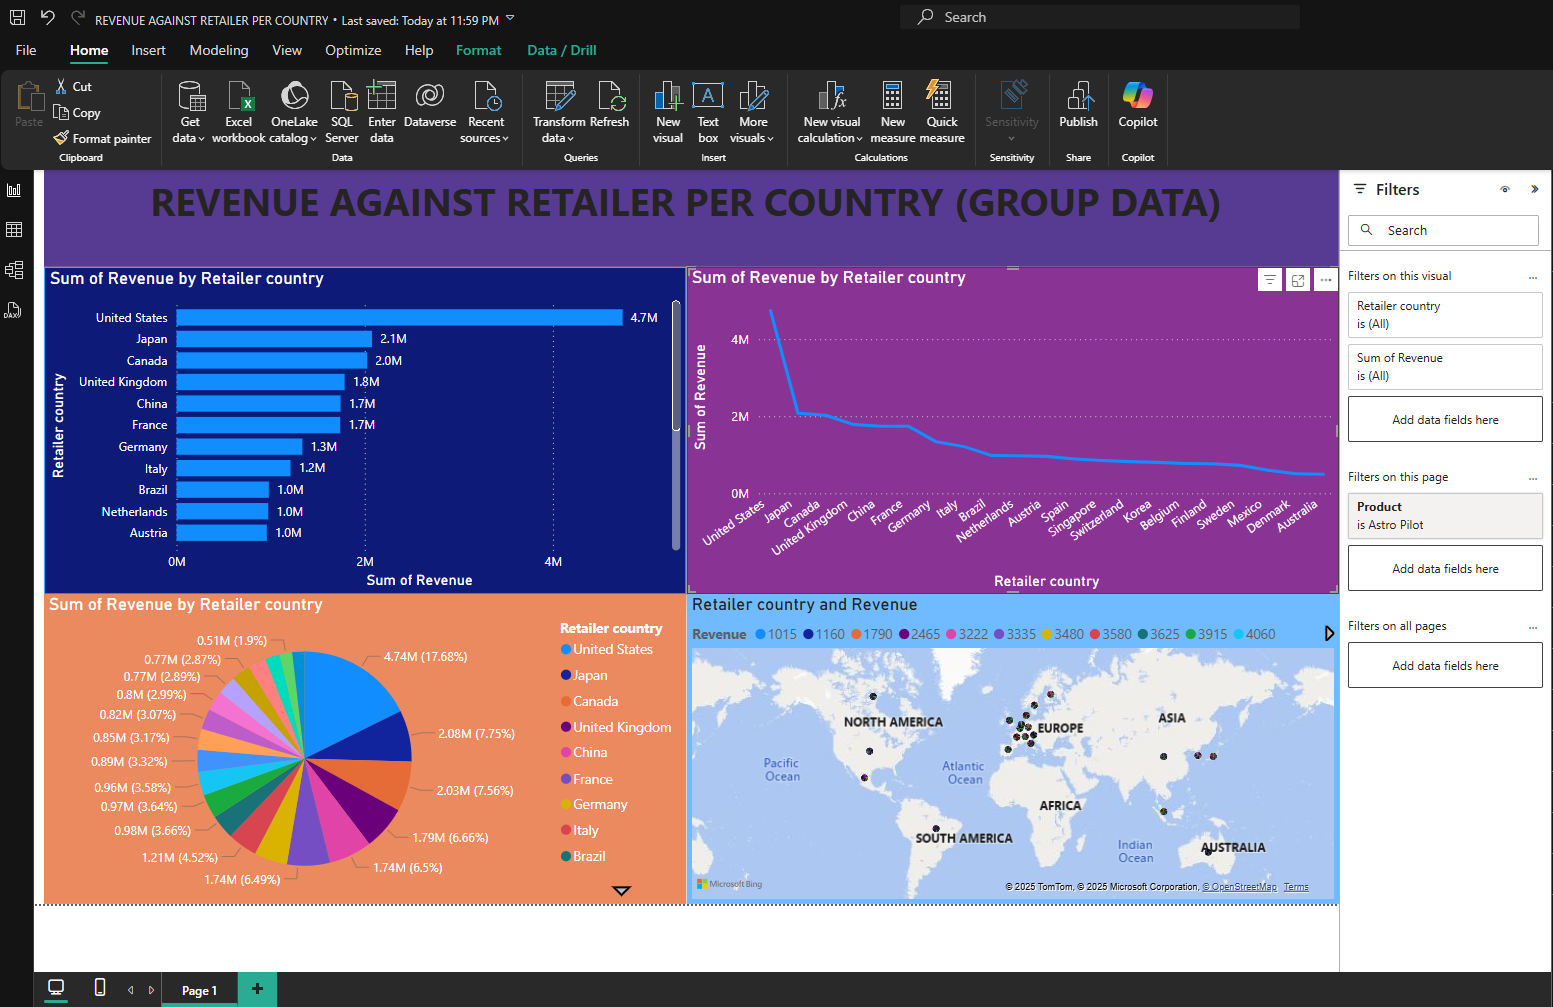 REVENUE AGAINST RETAILER PER COUNTRY • Last saved: Today at 11:59 PM
Search
File Home Insert Modeling View Optimize Help Format Data / Drill
Paste
Cut
Copy
Format painter
Clipboard
Get data
Excel workbook
OneLake catalog
SQL Server
Enter data
Dataverse
Recent sources
Data
Transform data
Refresh
Queries
New visual
A
Text box
More visuals
Insert
New visual calculation
New measure
Quick measure
Calculations
Sensitivity
Sensitivity
Publish
Share
Copilot
Copilot
DAX
REVENUE AGAINST RETAILER PER COUNTRY (GROUP DATA)
Sum of Revenue by Retailer country
Retailer country
United States 4.7M
Japan 2.1M
Canada 2.0M
United Kingdom 1.8M
China 1.7M
France 1.7M
Germany 1.3M
Italy 1.2M
Brazil 1.0M
Netherlands 1.0M
Austria 1.0M
0M 2M 4M
Sum of Revenue
Sum of Revenue by Retailer country
Sum of Revenue
4M
2M
0M
United States Japan Canada United Kingdom China France Germany Italy Brazil Netherlands Austria Spain Singapore Switzerland Korea Belgium Finland Sweden Mexico Denmark Australia
Retailer country
Sum of Revenue by Retailer country
4.74M (17.68%)
2.08M (7.75%)
2.03M (7.56%)
1.79M (6.66%)
1.74M (6.5%)
1.74M (6.49%)
1.21M (4.52%)
0.98M (3.66%)
0.97M (3.64%)
0.96M (3.58%)
0.89M (3.32%)
0.85M (3.17%)
0.82M (3.07%)
0.8M (2.99%)
0.77M (2.89%)
0.77M (2.87%)
0.51M (1.9%)
Retailer country
United States
Japan
Canada
United Kingdom
China
France
Germany
Italy
Brazil
Retailer country and Revenue
Revenue 1015 1160 1790 2465 3222 3335 3480 3580 3625 3915 4060
NORTH AMERICA
EUROPE
ASIA
Pacific Ocean
Atlantic Ocean
AFRICA
SOUTH AMERICA
Indian Ocean
AUSTRALIA
Microsoft Bing
© 2025 TomTom, © 2025 Microsoft Corporation, © OpenStreetMap Terms
Filters
Search
Filters on this visual
Retailer country
is (All)
Sum of Revenue
is (All)
Add data fields here
Filters on this page
Product
is Astro Pilot
Add data fields here
Filters on all pages
Add data fields here
Page 1